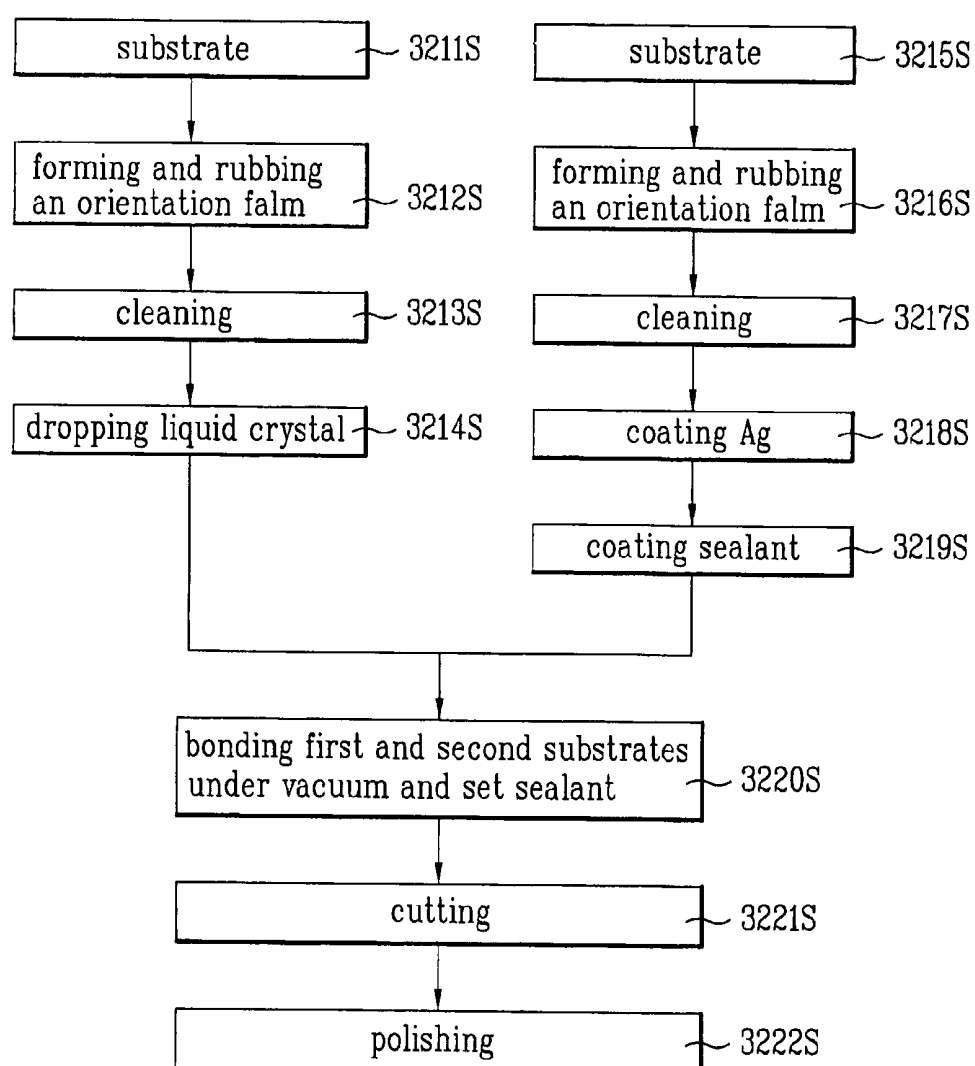 substrate 3211S
forming and rubbing
an orientation falm 3212S
cleaning 3213S
dropping liquid crystal 3214S
substrate 3215S
forming and rubbing
an orientation falm 3216S
cleaning 3217S
coating Ag 3218S
coating sealant 3219S
bonding first and second substrates
under vacuum and set sealant 3220S
cutting 3221S
polishing 3222S